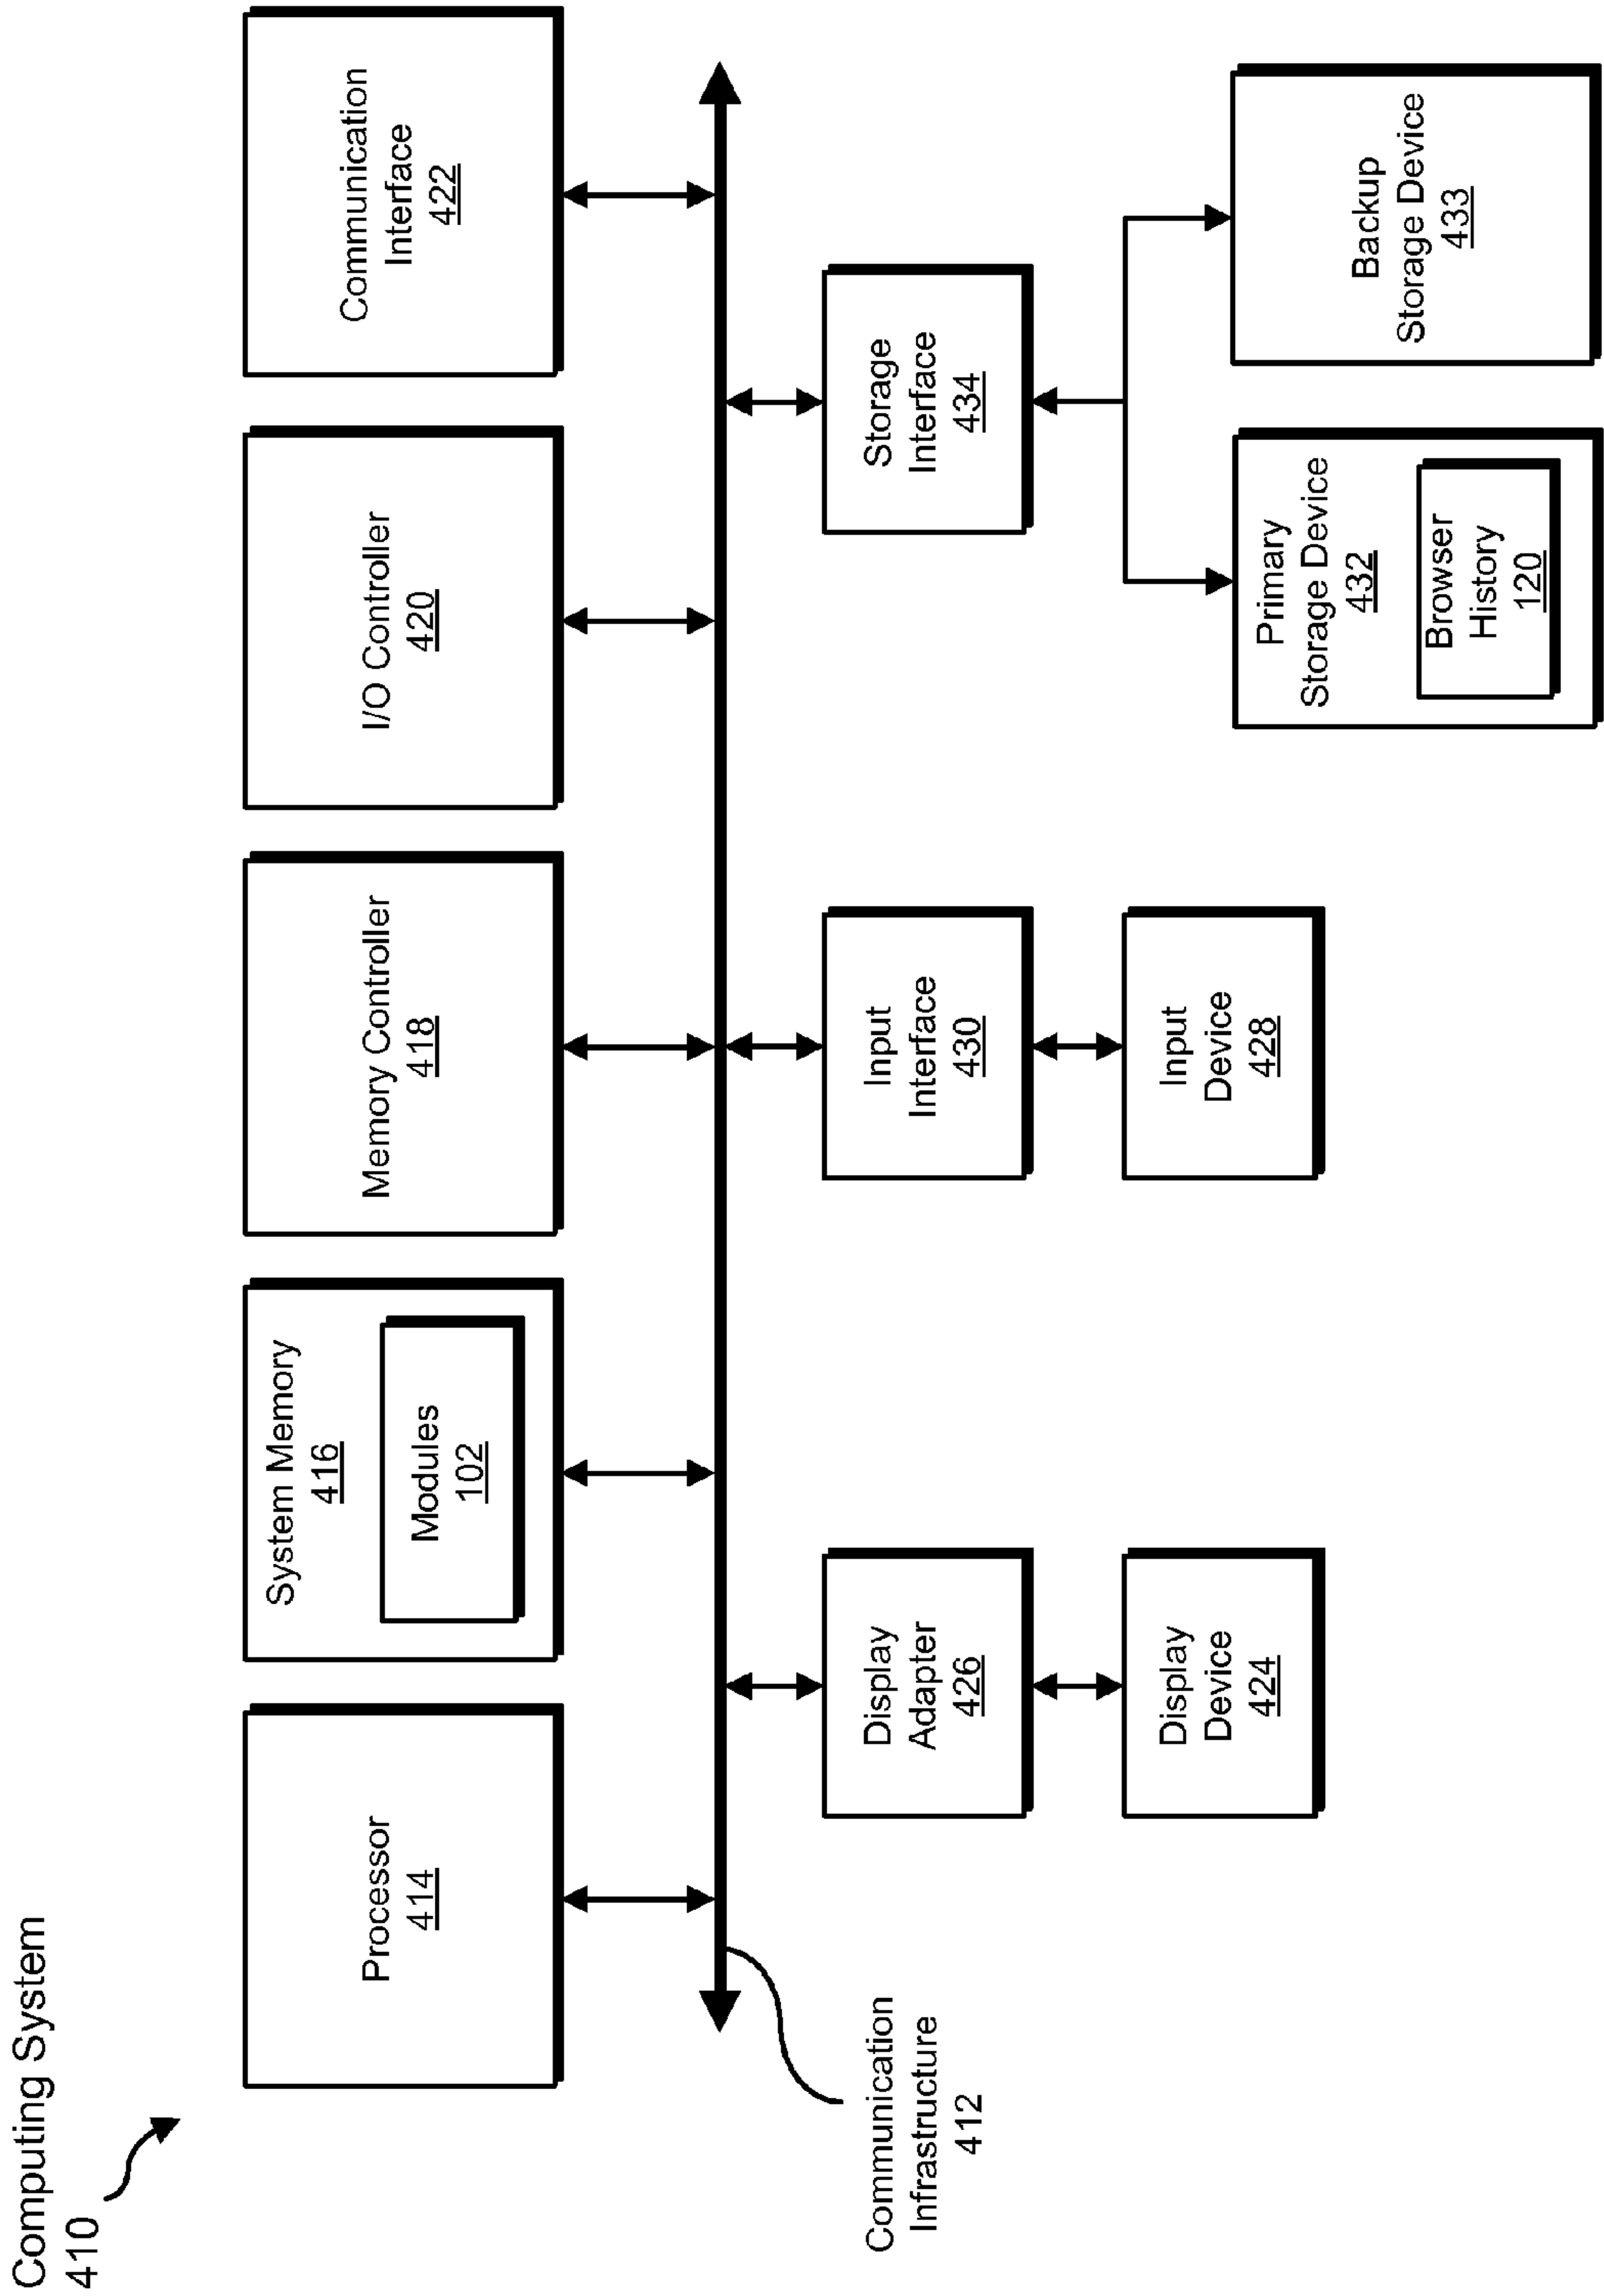 Computing System
410
Processor
414
System Memory
416
Modules
102
Memory Controller
418
I/O Controller
420
Communication
Interface
422
Communication
Infrastructure
412
Display
Adapter
426
Input
Interface
430
Storage
Interface
434
Display
Device
424
Input
Device
428
Primary
Storage Device
432
Browser
History
120
Backup
Storage Device
433